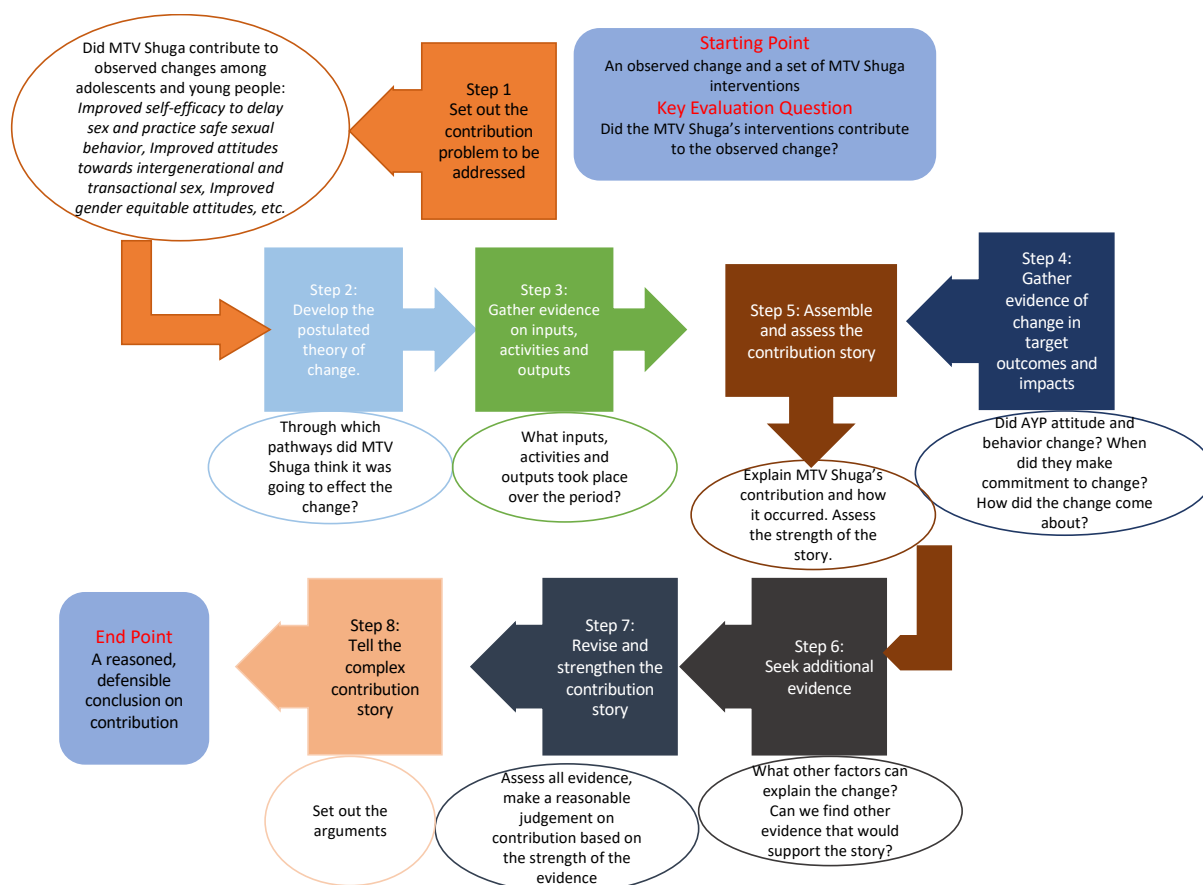 Starting Point
An observed change and a set of MTV Shuga
interventions
Key Evaluation Question
Did the MTV Shuga’s interventions contribute
to the observed change?
Step 1
Set out the
contribution
problem to be
addressed
Did MTV Shuga contribute to
observed changes among
adolescents and young people:
Improved self-efficacy to delay
sex and practice safe sexual
behavior, Improved attitudes
towards intergenerational and
transactional sex, Improved
gender equitable attitudes, etc.
Step 2:
Develop the
postulated
theory of
change.
Through which
pathways did MTV
Shuga think it was
going to effect the
change?
Step 3:
Gather evidence
on inputs,
activities and
outputs
What inputs,
activities and
outputs took place
over the period?
Step 4:
Gather
evidence of
change in
target
outcomes and
impacts
Did AYP attitude and
behavior change? When
did they make
commitment to change?
How did the change come
about?
Step 5: Assemble
and assess the
contribution story
Explain MTV Shuga’s
contribution and how
it occurred. Assess
the strength of the
story.
Step 6:
Seek additional
evidence
What other factors can
explain the change?
Can we find other
evidence that would
support the story?
Step 7:
Revise and
strengthen the
contribution
story
Assess all evidence,
make a reasonable
judgement on
contribution based on
the strength of the
evidence
Step 8:
Tell the
complex
contribution
story
Set out the
arguments
End Point
A reasoned,
defensible
conclusion on
contribution